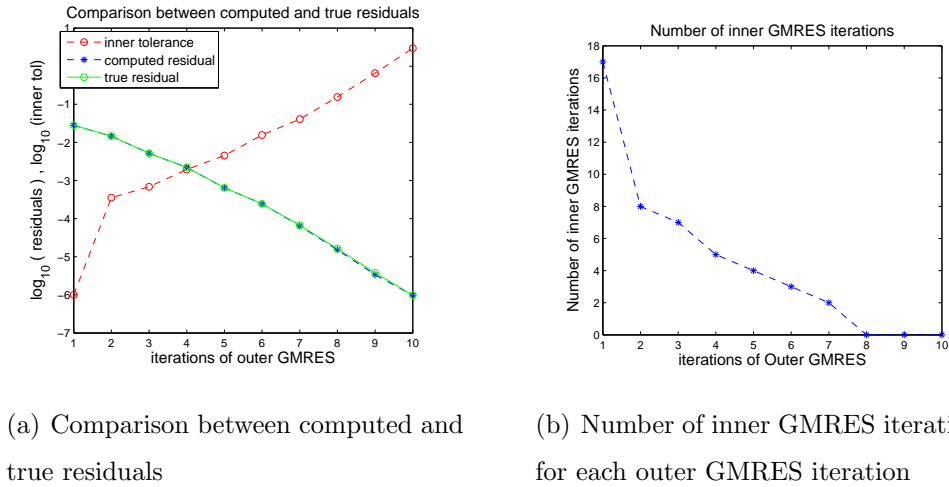 Comparison between computed and true residuals
inner tolerance
computed residual
true residual
1
−1
−2
−3
−4
−5
−6
−7
log10 ( residuals ) , log10 (inner tol)
1 2 3 4 5 6 7 8 9 10
iterations of outer GMRES
Number of inner GMRES iterations
18
16
14
12
10
8
6
4
2
0
Number of inner GMRES iterations
1 2 3 4 5 6 7 8 9 10
iterations of Outer GMRES
(a) Comparison between computed and
true residuals
(b) Number of inner GMRES iterati
for each outer GMRES iteration